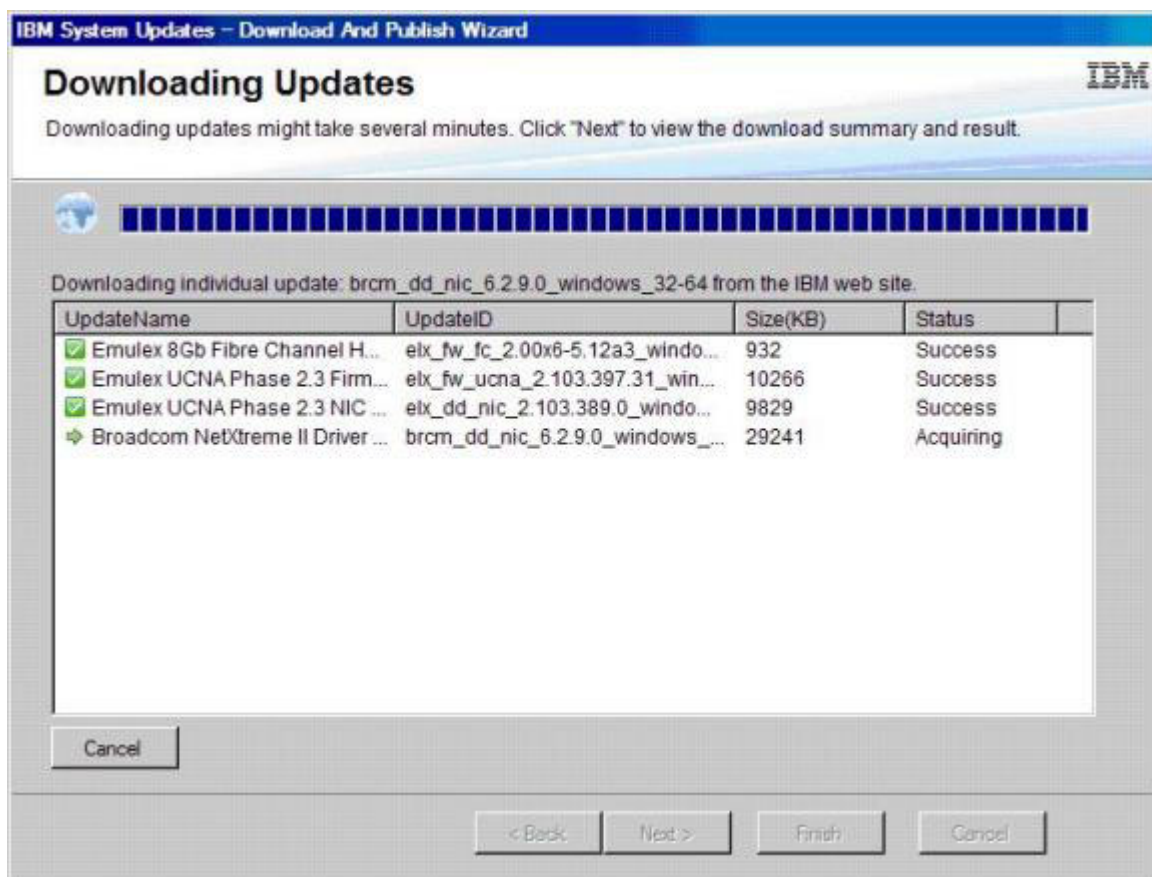 IBM System Updates – Download And Publish Wizard
Downloading Updates
IBM
Downloading updates might take several minutes. Click "Next" to view the download summary and result.
Downloading individual update: brcm_dd_nic_6.2.9.0_windows_32-64 from the IBM web site.
UpdateName UpdateID Size(KB) Status
Emulex 8Gb Fibre Channel H... elx_fw_fc_2.00x6-5.12a3_windo... 932 Success
Emulex UCNA Phase 2.3 Firm... elx_fw_ucna_2.103.397.31_win... 10266 Success
Emulex UCNA Phase 2.3 NIC ... elx_dd_nic_2.103.389.0_windo... 9829 Success
Broadcom NetXtreme II Driver ... brcm_dd_nic_6.2.9.0_windows_... 29241 Acquiring
Cancel
< Back Next > Finish Cancel